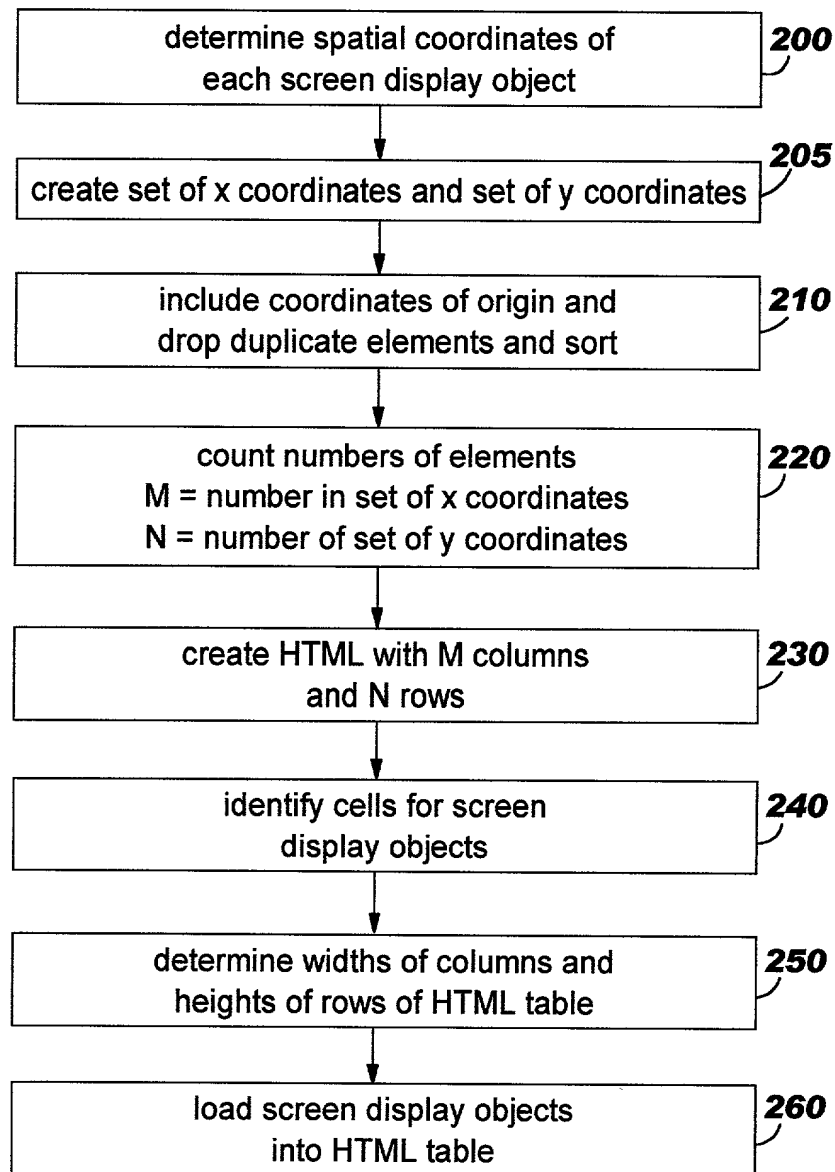 determine spatial coordinates of
each screen display object
200
create set of x coordinates and set of y coordinates
205
include coordinates of origin and
drop duplicate elements and sort
210
count numbers of elements
M = number in set of x coordinates
N = number of set of y coordinates
220
create HTML with M columns
and N rows
230
identify cells for screen
display objects
240
determine widths of columns and
heights of rows of HTML table
250
load screen display objects
into HTML table
260